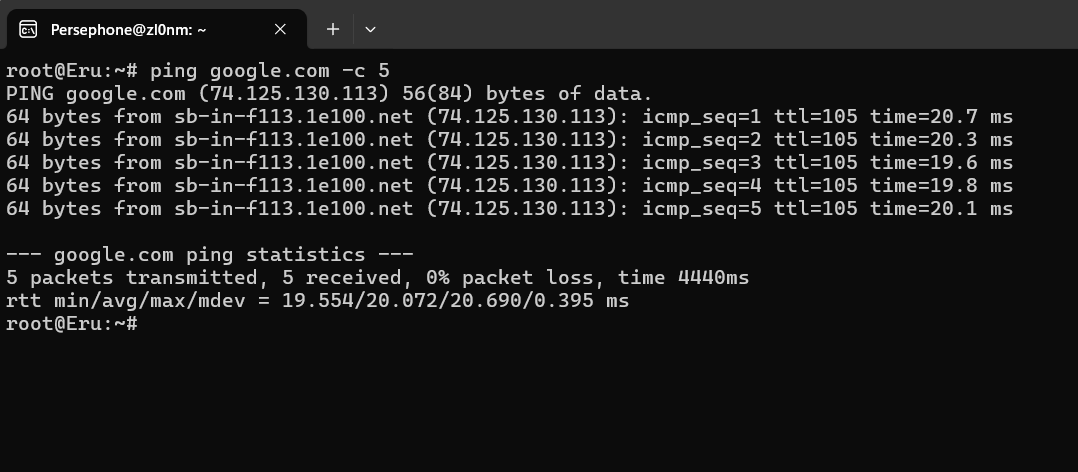 Persephone@zl0nm: ~
root@Eru:~# ping google.com -c 5
PING google.com (74.125.130.113) 56(84) bytes of data.
64 bytes from sb-in-f113.1e100.net (74.125.130.113): icmp_seq=1 ttl=105 time=20.7 ms
64 bytes from sb-in-f113.1e100.net (74.125.130.113): icmp_seq=2 ttl=105 time=20.3 ms
64 bytes from sb-in-f113.1e100.net (74.125.130.113): icmp_seq=3 ttl=105 time=19.6 ms
64 bytes from sb-in-f113.1e100.net (74.125.130.113): icmp_seq=4 ttl=105 time=19.8 ms
64 bytes from sb-in-f113.1e100.net (74.125.130.113): icmp_seq=5 ttl=105 time=20.1 ms
--- google.com ping statistics ---
5 packets transmitted, 5 received, 0% packet loss, time 4440ms
rtt min/avg/max/mdev = 19.554/20.072/20.690/0.395 ms
root@Eru:~#